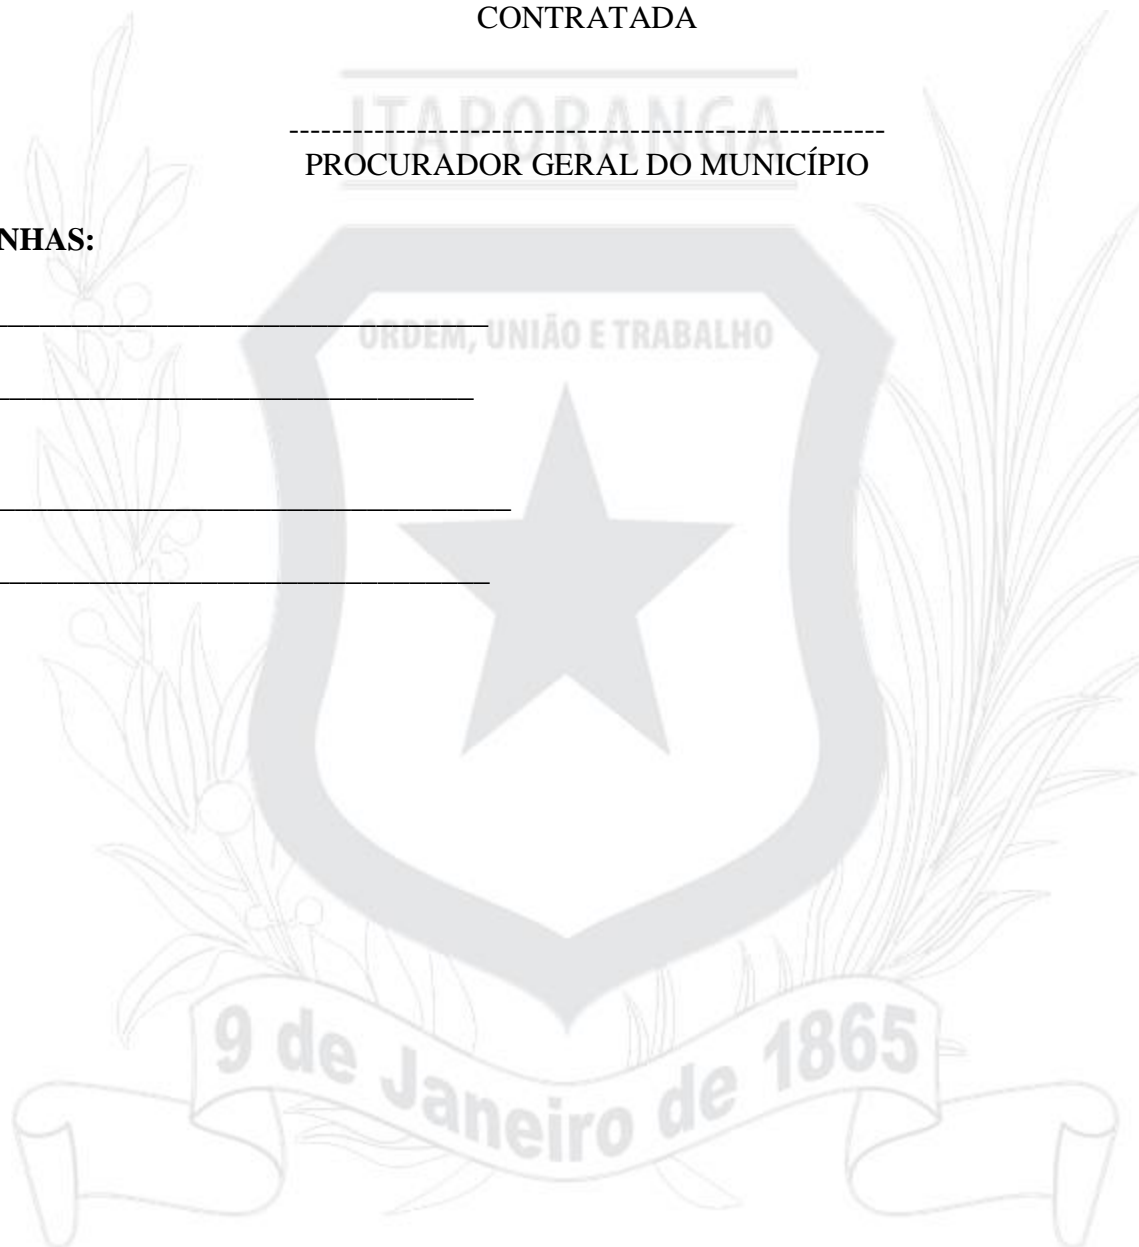 CONTRATADA
ITAPORANGA
--------------------------------------------------------
PROCURADOR GERAL DO MUNICÍPIO
NHAS:
ORDEM, UNIÃO E TRABALHO
9 de Janeiro de 1865